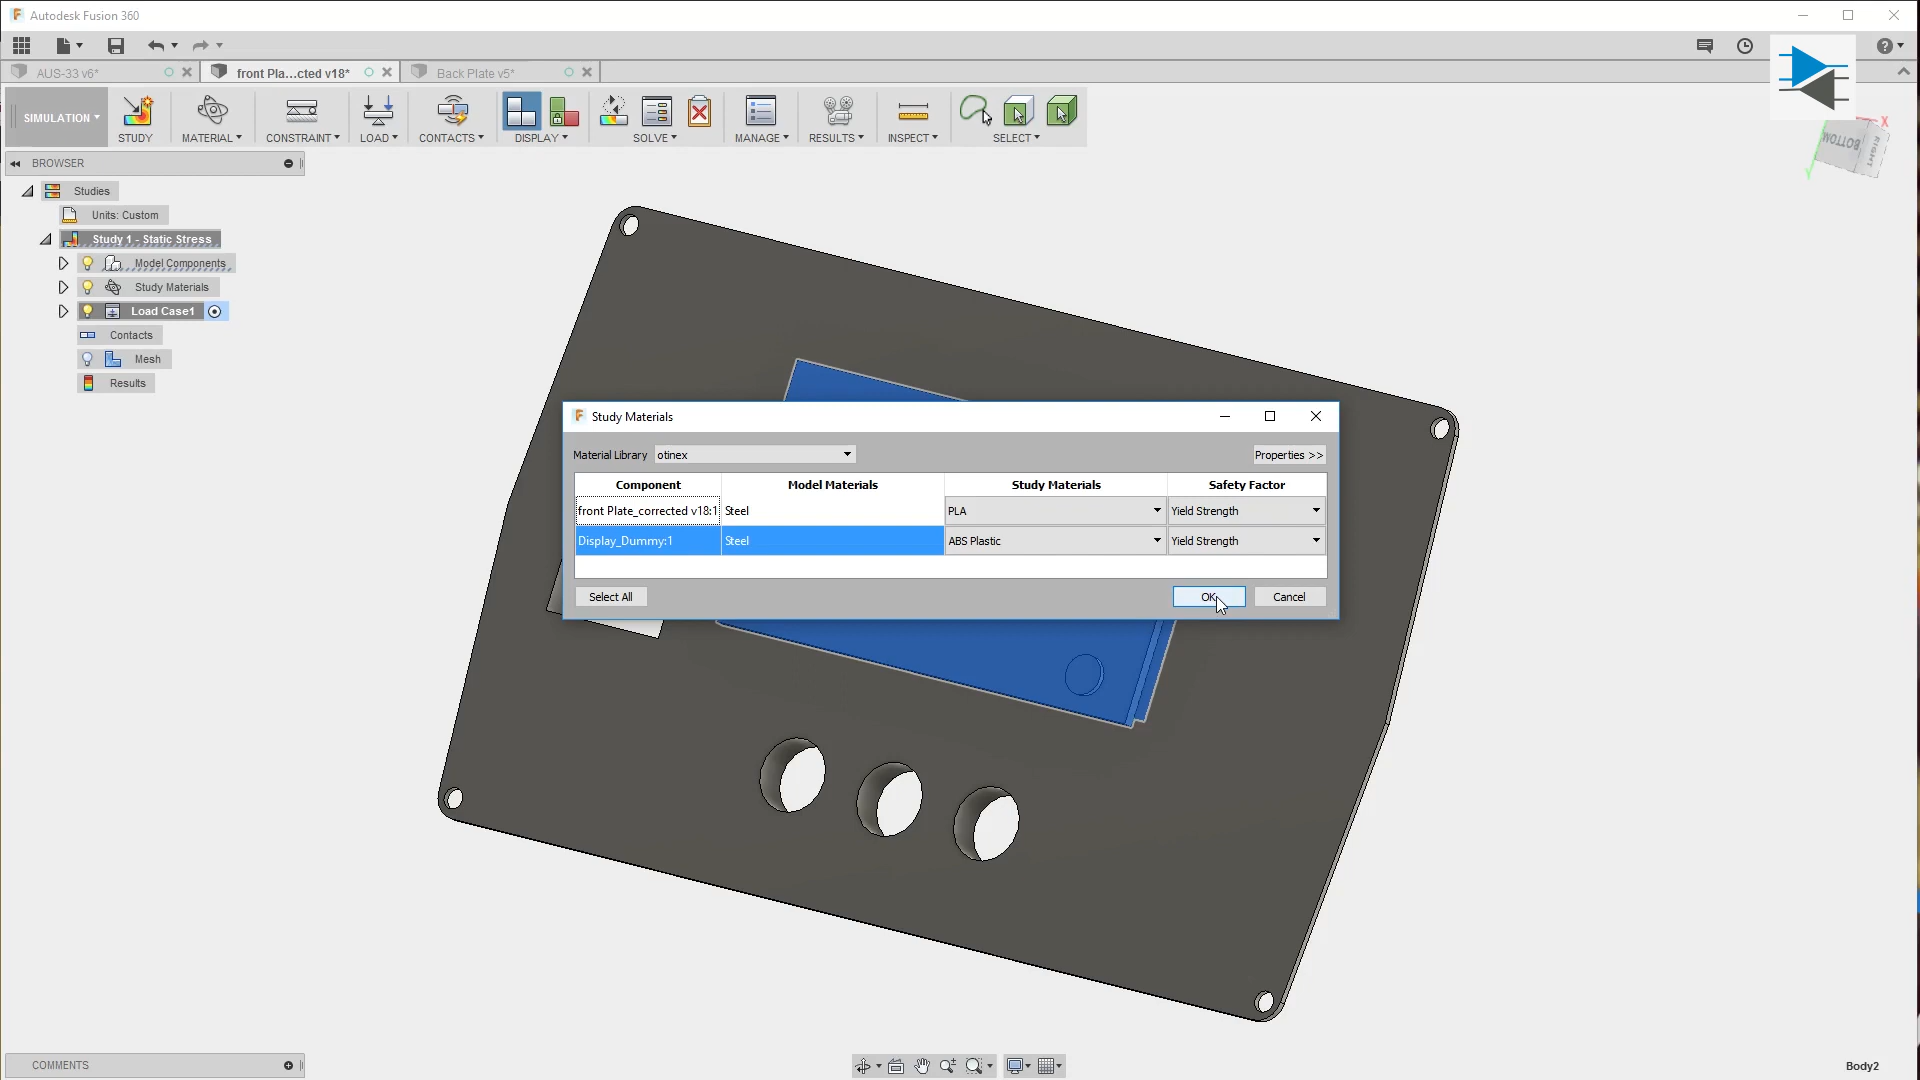 Autodesk Fusion 360
AUS-33 v6*
front Pla...cted v18*
Back Plate v5*
SIMULATION
STUDY
MATERIAL
CONSTRAINT
LOAD
CONTACTS
DISPLAY
SOLVE
MANAGE
RESULTS
INSPECT
SELECT
BOTTOM
RIGHT
X
Y
BROWSER
Studies
Units: Custom
Study 1 - Static Stress
Model Components
Study Materials
Load Case1
Contacts
Mesh
Results
Study Materials
Material Library otinex Properties >>
Component Model Materials Study Materials Safety Factor
front Plate_corrected v18:1 Steel PLA Yield Strength
Display_Dummy:1 Steel ABS Plastic Yield Strength
Select All OK Cancel
COMMENTS
Body2